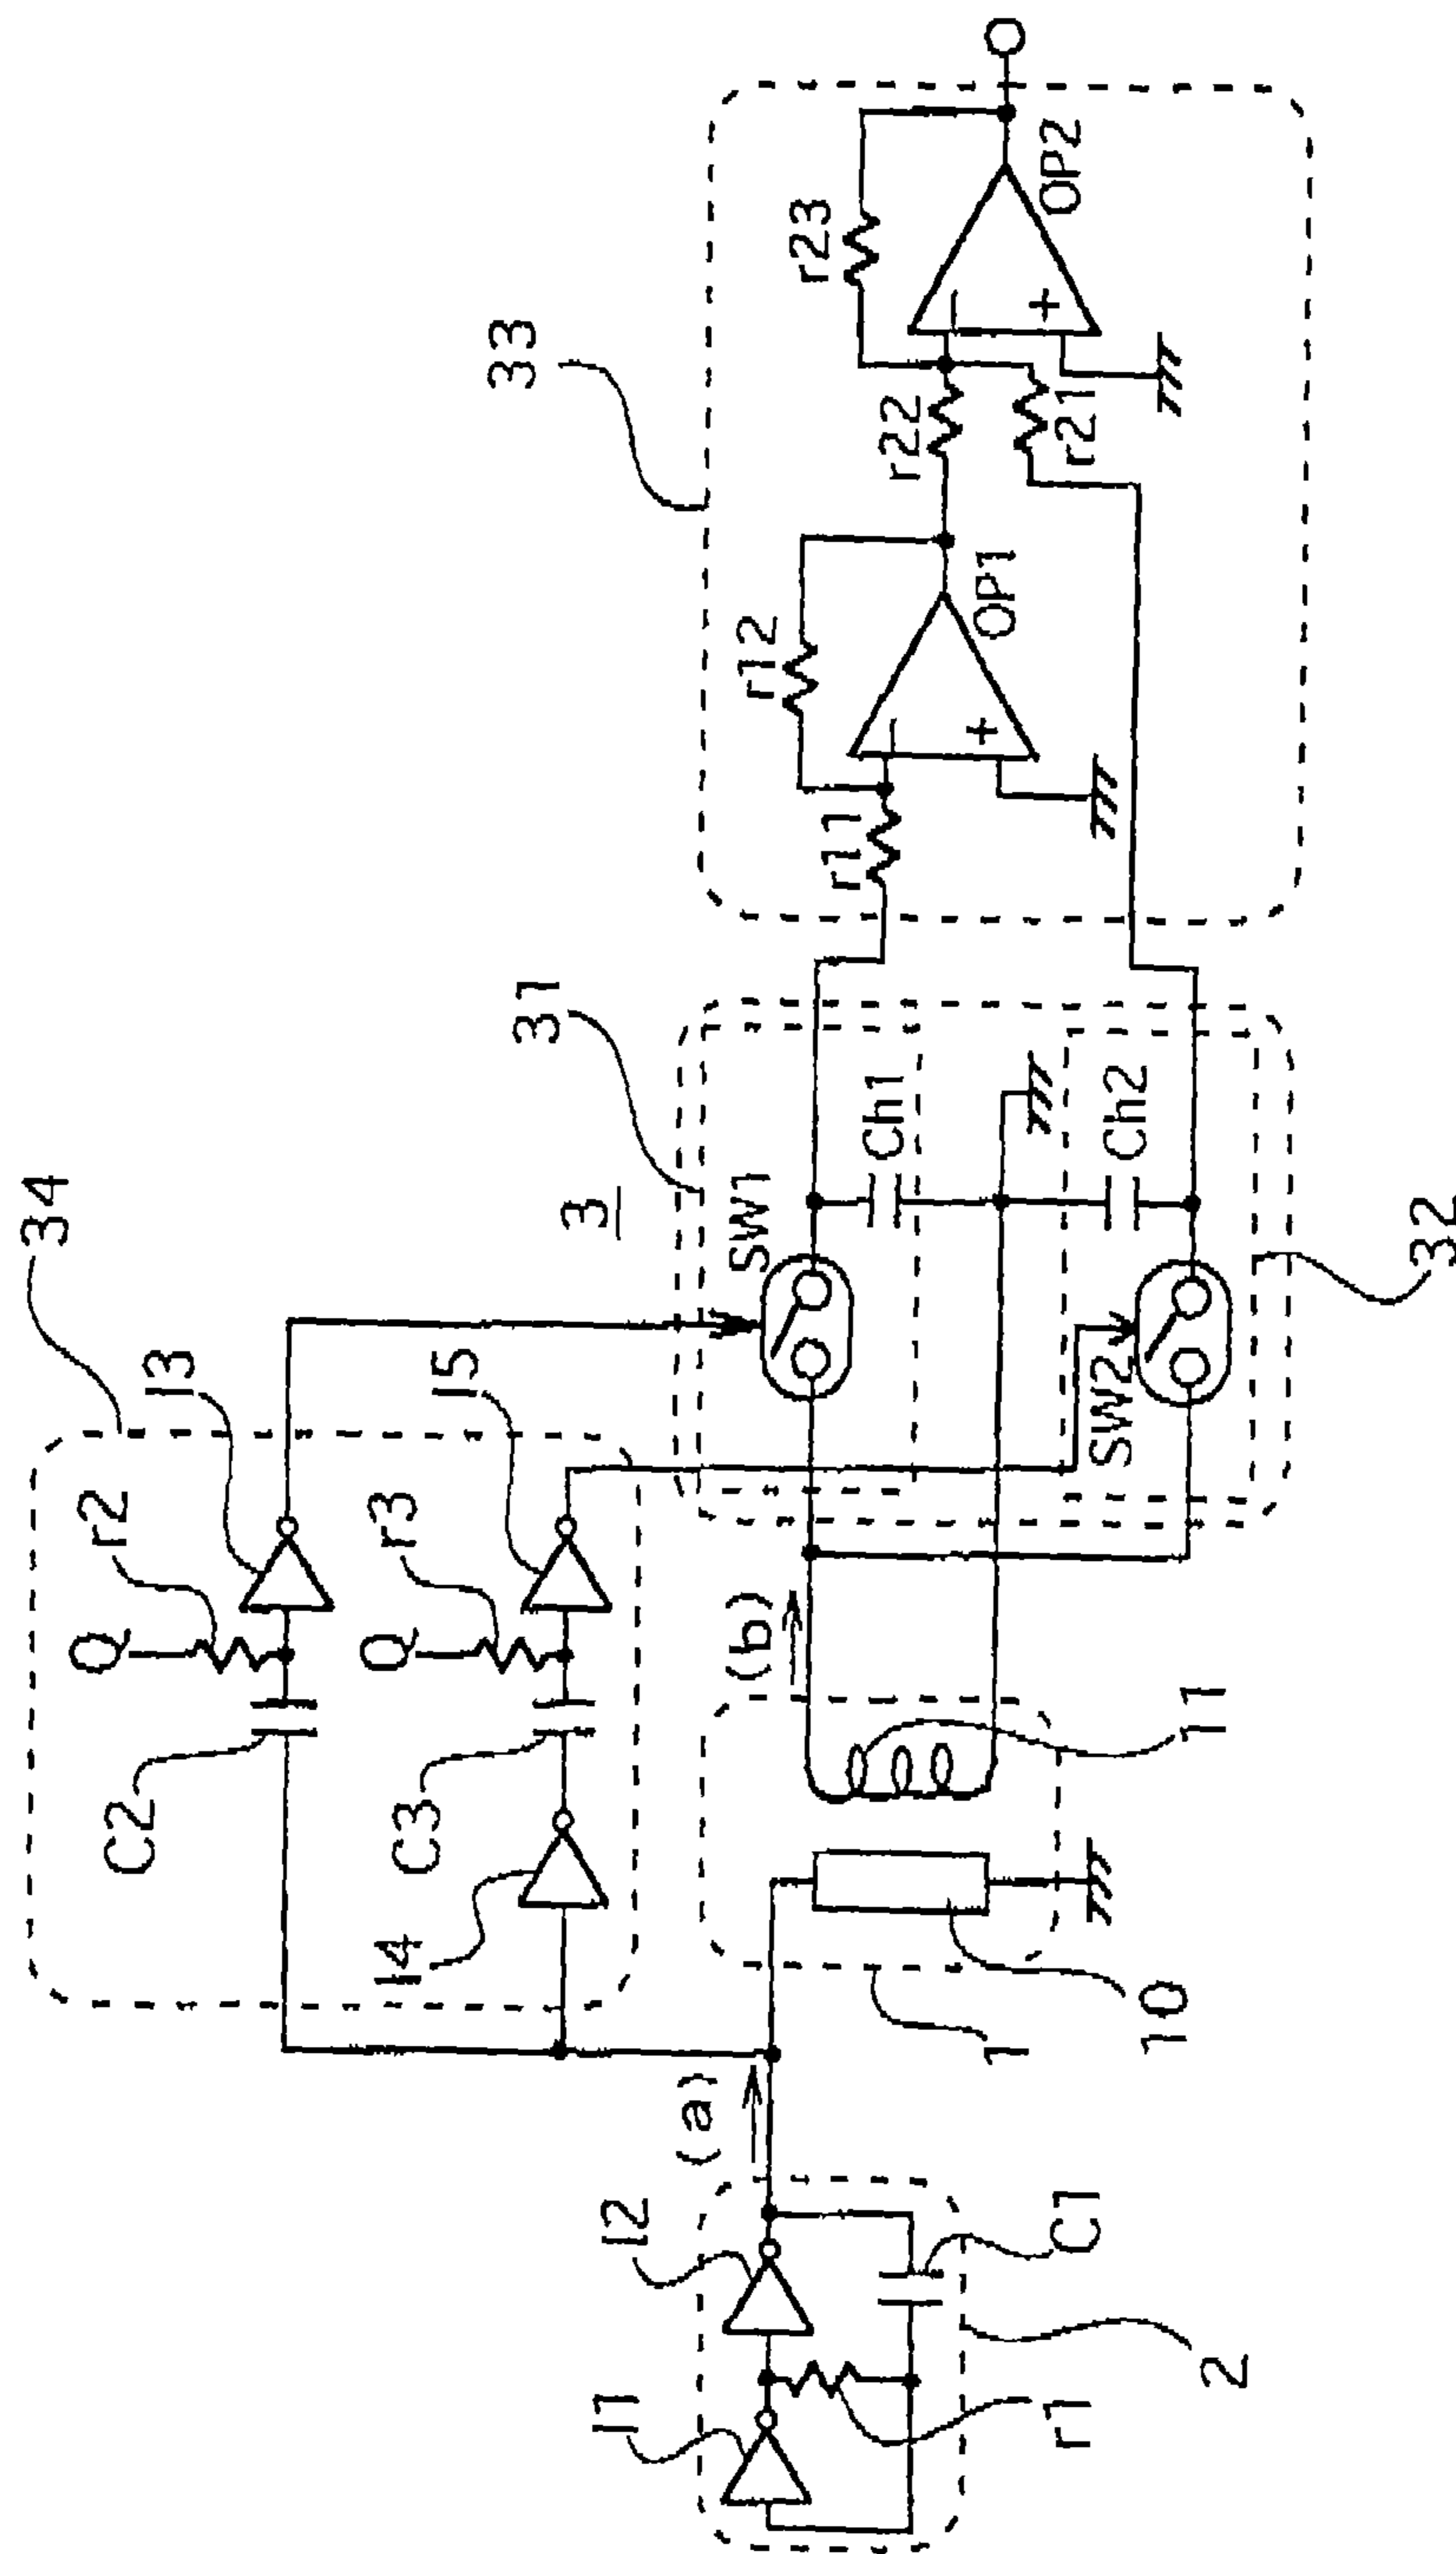 34
I3
r2
Q
C2
I5
r3
Q
C3
I4
3
SW1
31
33
r12
r23
r11
OP1
r22
OP2
r21
Ch1
Ch2
SW2
32
(b)
11
10
1
(a)
I2
I1
C1
r1
2